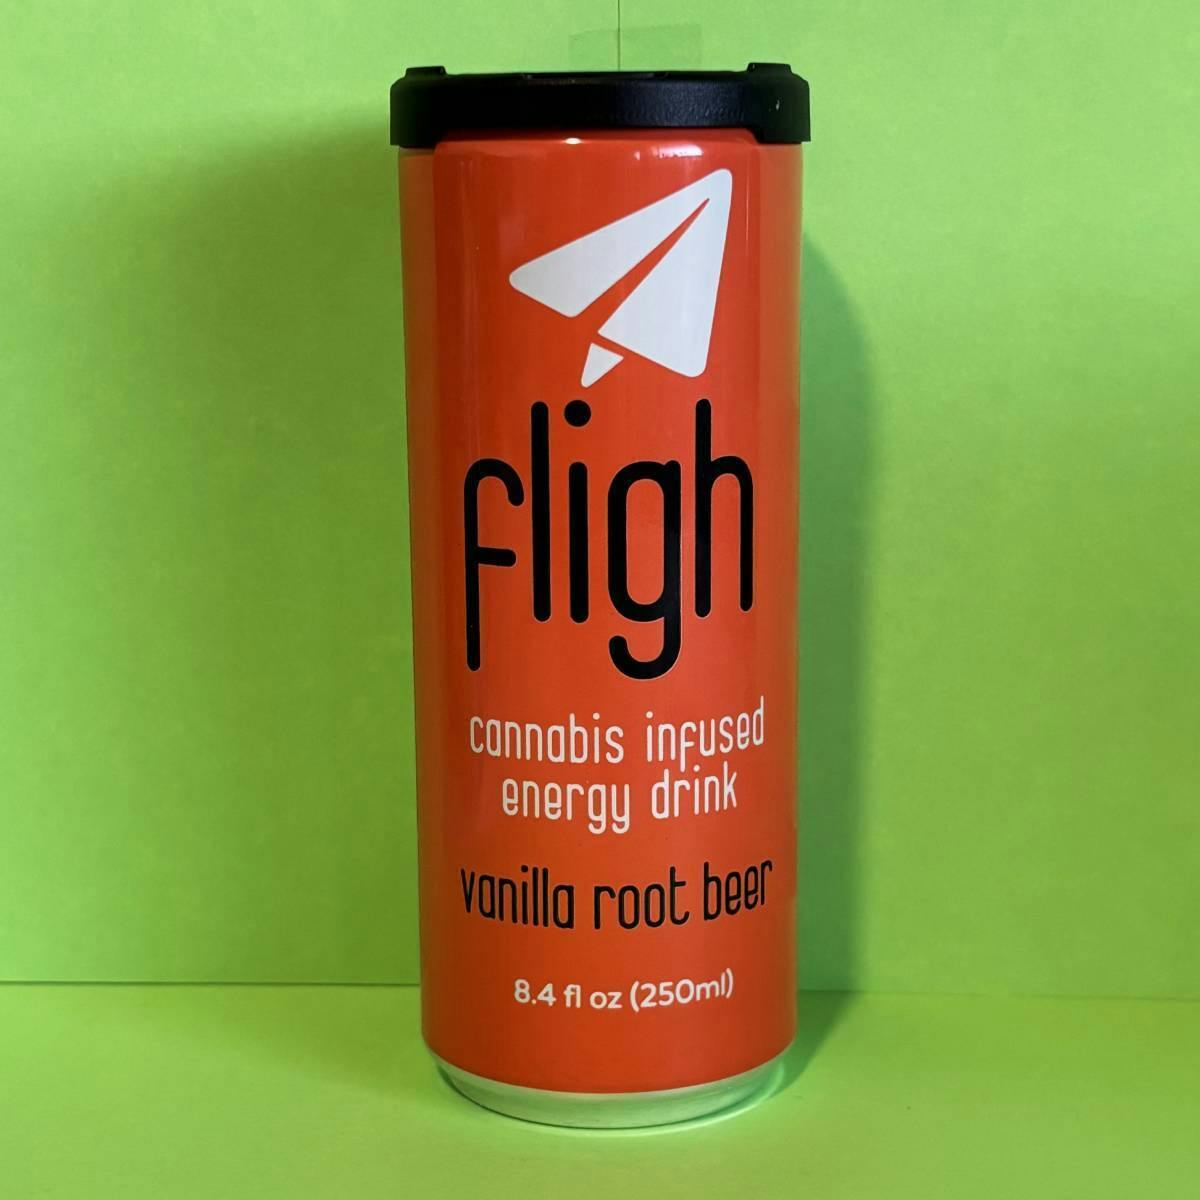 fligh
cannabis infused
energy drink
vanilla root beer
8.4 fl oz (250ml)